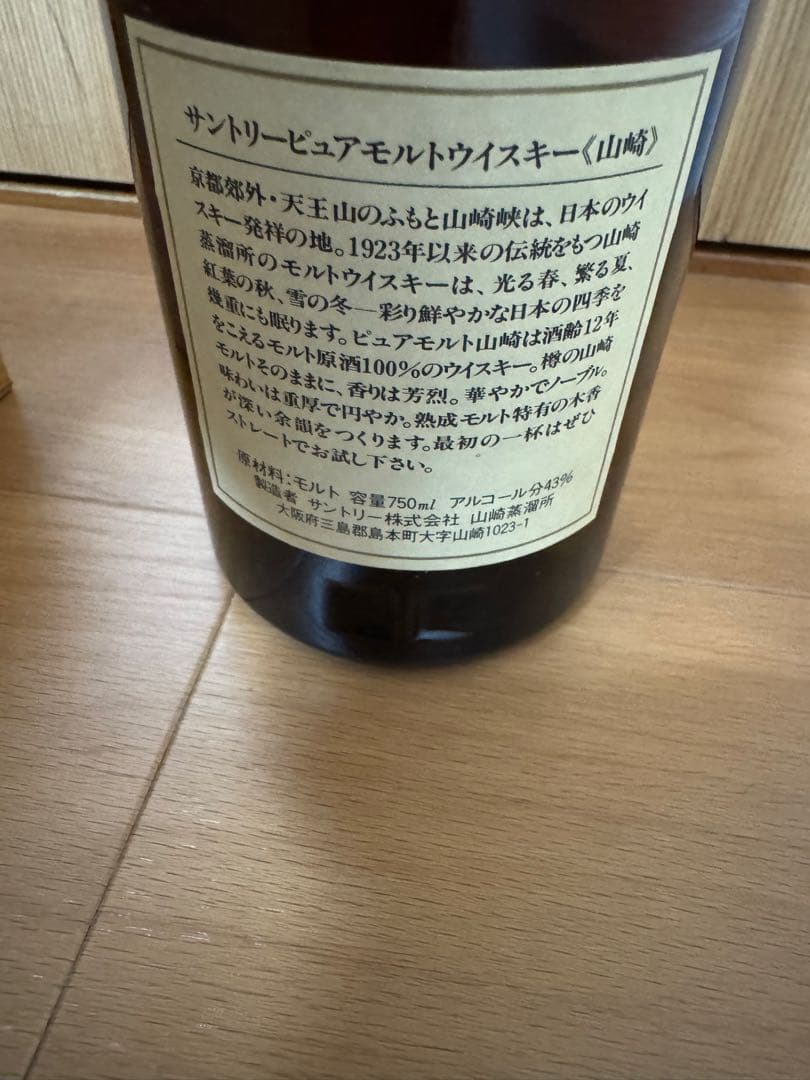 サントリーピュアモルトウイスキー《山崎》
京都郊外・天王山のふもと山崎峡は、日本のウイ
スキー発祥の地。1923年以来の伝統をもつ山崎
蒸溜所のモルトウイスキーは、光る春、繁る夏、
紅葉の秋、雪の冬―彩り鮮やかな日本の四季を
幾重にも眠ります。ピュアモルト山崎は酒齢12年
をこえるモルト原酒100%のウイスキー。樽の山崎
モルトそのままに、香りは芳烈。華やかでノーブル。
味わいは重厚で円やか。熟成モルト特有の木香
が深い余韻をつくります。最初の一杯はぜひ
ストレートでお試し下さい。
原材料:モルト 容量750ml アルコール分43%
製造者 サントリー株式会社 山崎蒸溜所
大阪府三島郡島本町大字山崎1023-1